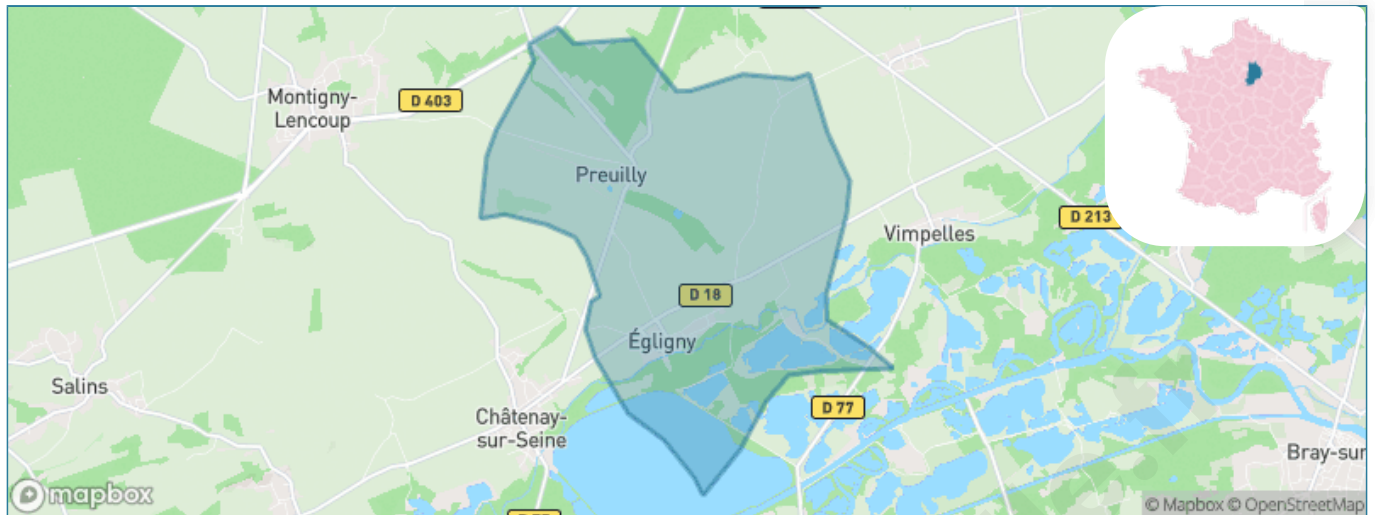 Montigny-
Lencoup
D 403
Preuilly
D 213
Vimpelles
D 18
Égligny
Salins
Châtenay-
sur-Seine
D 77
Bray-sur
mapbox
© Mapbox © OpenStreetMap